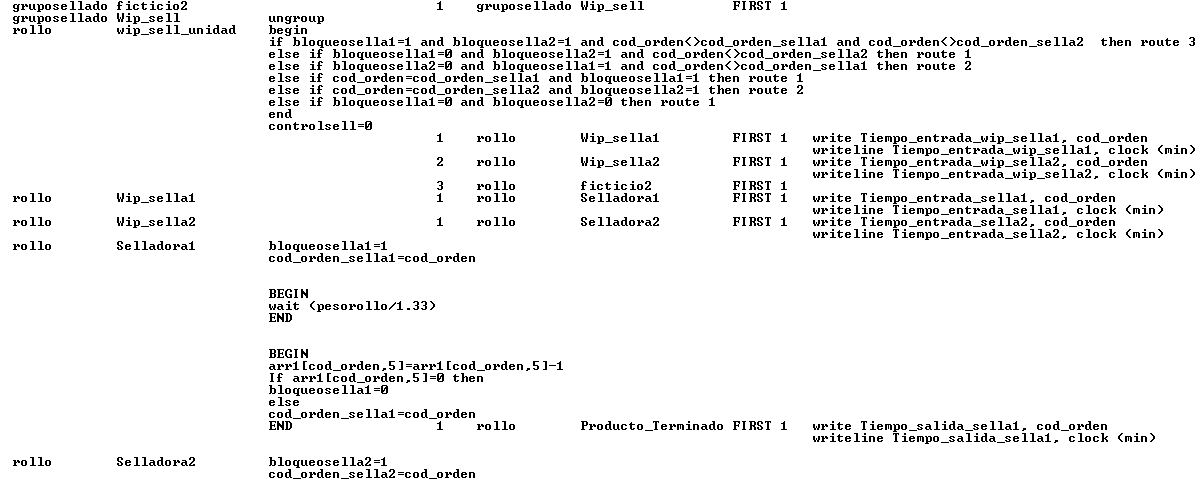 gruposellado ficticio2 1 gruposellado Wip_sell FIRST 1
gruposellado Wip_sell ungroup
rollo wip_sell_unidad begin
if bloqueosella1=1 and bloqueosella2=1 and cod_orden<>cod_orden_sella1 and cod_orden<>cod_orden_sella2 then route 3
else if bloqueosella1=0 and bloqueosella2=1 and cod_orden<>cod_orden_sella2 then route 1
else if bloqueosella2=0 and bloqueosella1=1 and cod_orden<>cod_orden_sella1 then route 2
else if cod_orden=cod_orden_sella1 and bloqueosella1=1 then route 1
else if cod_orden=cod_orden_sella2 and bloqueosella2=1 then route 2
else if bloqueosella1=0 and bloqueosella2=0 then route 1
end
controlsell=0
1 rollo Wip_sella1 FIRST 1 write Tiempo_entrada_wip_sella1, cod_orden
writeline Tiempo_entrada_wip_sella1, clock (min)
2 rollo Wip_sella2 FIRST 1 write Tiempo_entrada_wip_sella2, cod_orden
writeline Tiempo_entrada_wip_sella2, clock (min)
3 rollo ficticio2 FIRST 1
rollo Wip_sella1 1 rollo Selladora1 FIRST 1 write Tiempo_entrada_sella1, cod_orden
writeline Tiempo_entrada_sella1, clock (min)
rollo Wip_sella2 1 rollo Selladora2 FIRST 1 write Tiempo_entrada_sella2, cod_orden
writeline Tiempo_entrada_sella2, clock (min)
rollo Selladora1 bloqueosella1=1
cod_orden_sella1=cod_orden
BEGIN
wait (pesorollo/1.33)
END
BEGIN
arr1[cod_orden,5]=arr1[cod_orden,5]-1
If arr1[cod_orden,5]=0 then
bloqueosella1=0
else
cod_orden_sella1=cod_orden
END 1 rollo Producto_Terminado FIRST 1 write Tiempo_salida_sella1, cod_orden
writeline Tiempo_salida_sella1, clock (min)
rollo Selladora2 bloqueosella2=1
cod_orden_sella2=cod_orden